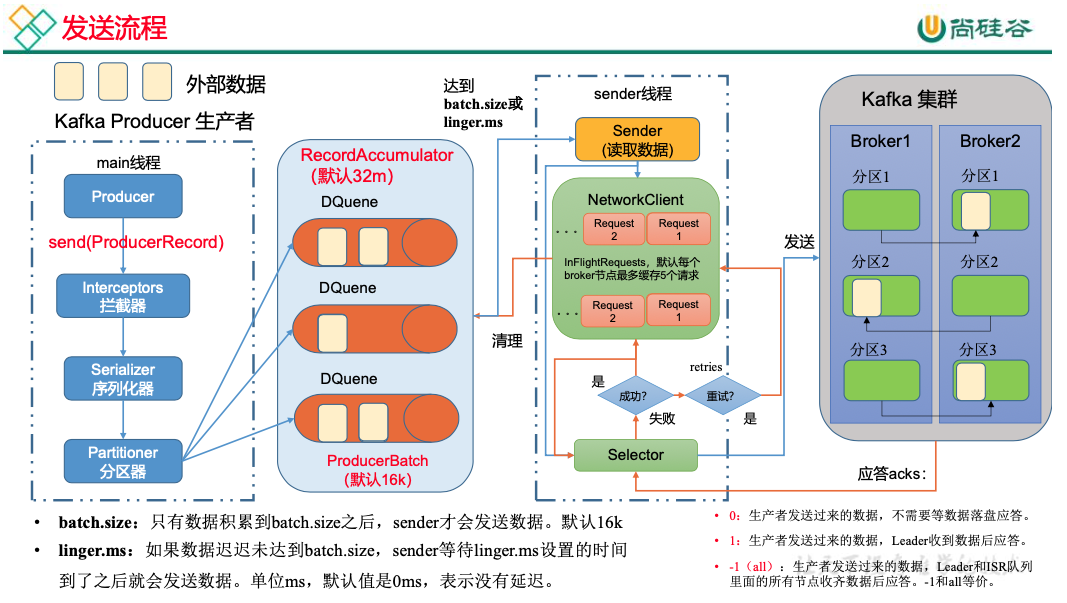 发送流程
尚硅谷
外部数据
Kafka Producer 生产者
main线程
Producer
send(ProducerRecord)
Interceptors
拦截器
Serializer
序列化器
Partitioner
分区器
RecordAccumulator
(默认32m)
DQuene
DQuene
DQuene
ProducerBatch
(默认16k)
达到
batch.size或
linger.ms
清理
sender线程
Sender
(读取数据)
NetworkClient
... Request 2 Request 1
InFlightRequests，默认每个
broker节点最多缓存5个请求
... Request 2 Request 1
是
成功?
失败
retries
重试?
是
Selector
发送
Kafka 集群
Broker1
Broker2
分区1
分区1
分区2
分区2
分区3
分区3
应答acks：
• batch.size：只有数据积累到batch.size之后，sender才会发送数据。默认16k
• linger.ms：如果数据迟迟未达到batch.size，sender等待linger.ms设置的时间
到了之后就会发送数据。单位ms，默认值是0ms，表示没有延迟。
• 0：生产者发送过来的数据，不需要等数据落盘应答。
• 1：生产者发送过来的数据，Leader收到数据后应答。
• -1（all）：生产者发送过来的数据，Leader和ISR队列
里面的所有节点收齐数据后应答。-1和all等价。